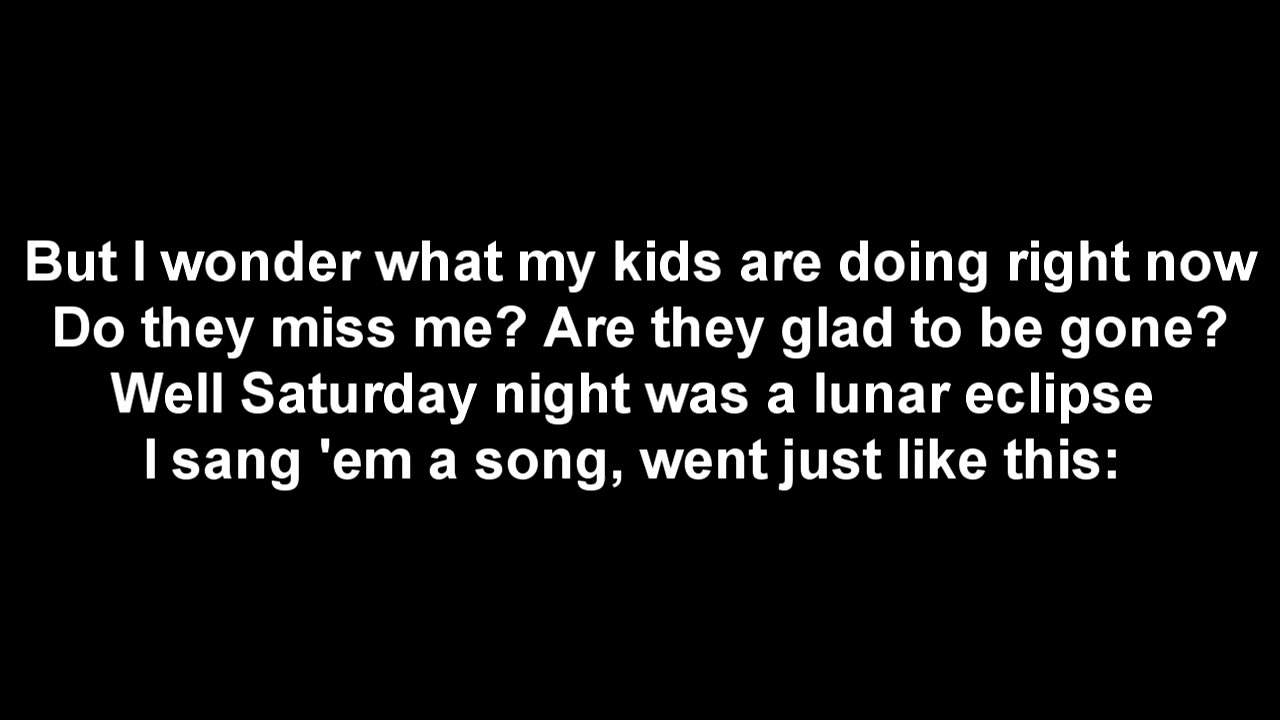 But I wonder what my kids are doing right now
Do they miss me? Are they glad to be gone?
Well Saturday night was a lunar eclipse
I sang 'em a song, went just like this: